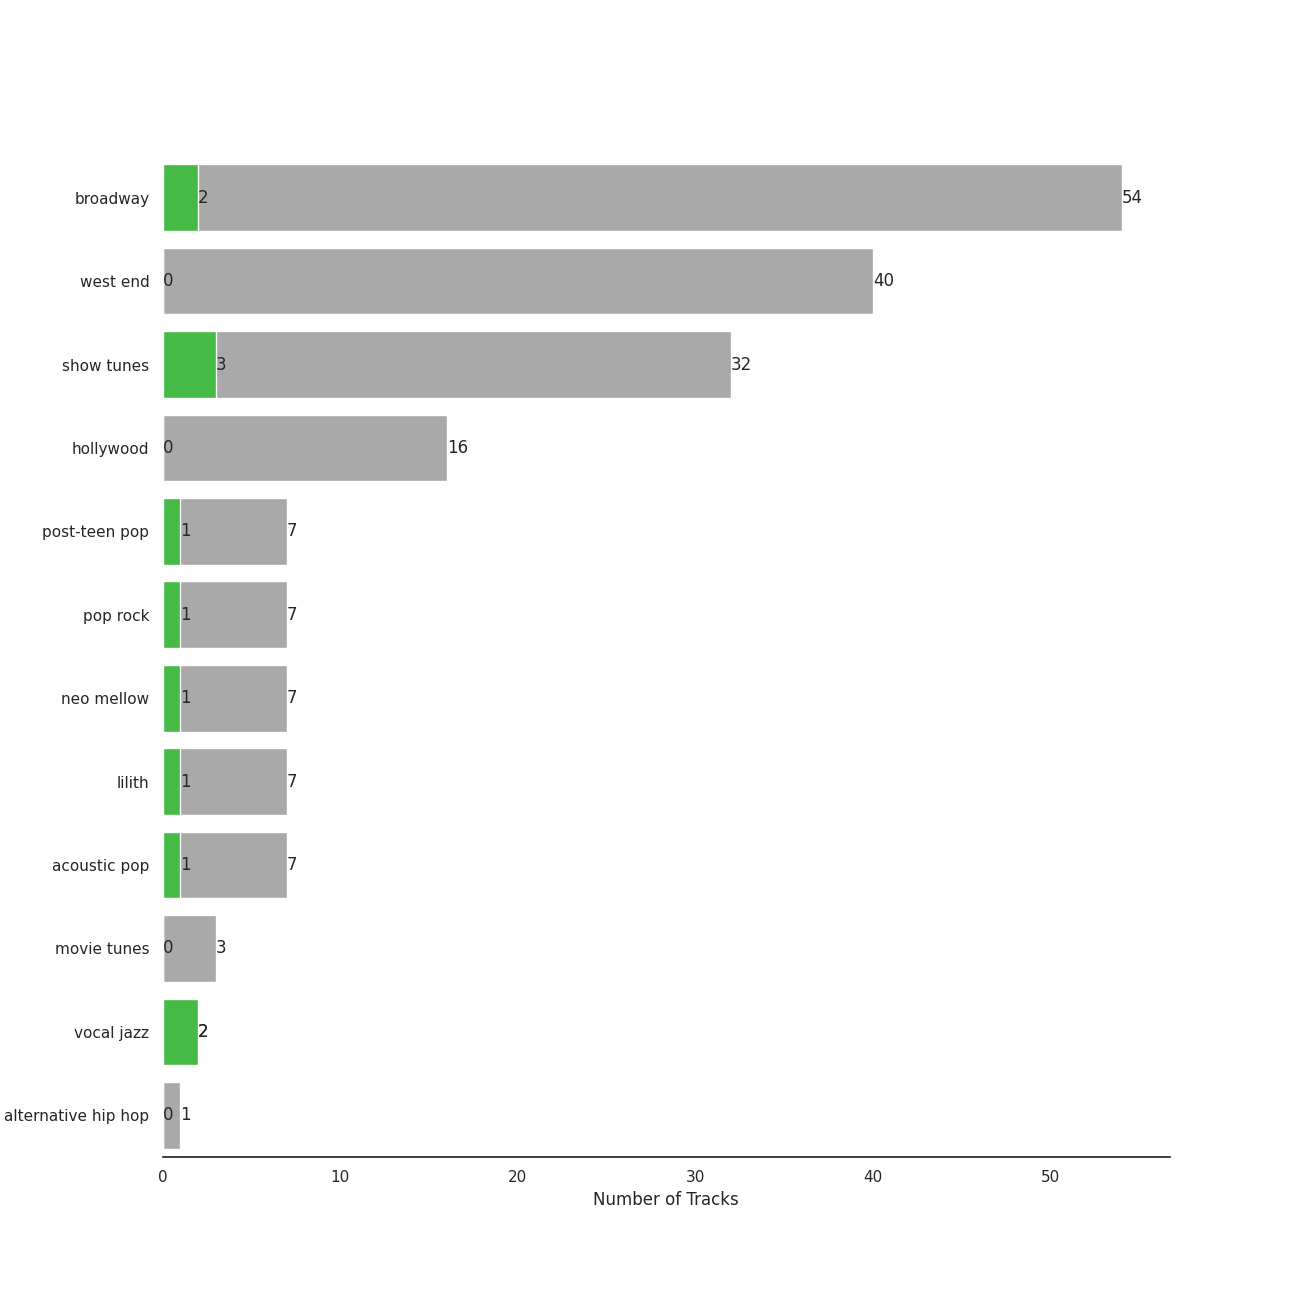 broadway 2 54
west end 0 40
show tunes 3 32
hollywood 0 16
post-teen pop 1 7
pop rock 1 7
neo mellow 1 7
lilith 1 7
acoustic pop 1 7
movie tunes 0 3
vocal jazz 2
alternative hip hop 0 1
0 10 20 30 40 50
Number of Tracks